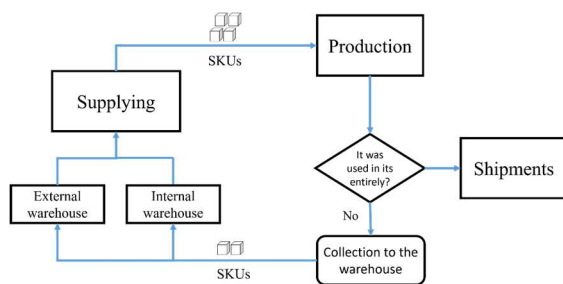 SKUs
Production
Supplying
It was
used in its
entirely?
Shipments
External
warehouse
Internal
warehouse
No
Collection to the
warehouse
SKUs